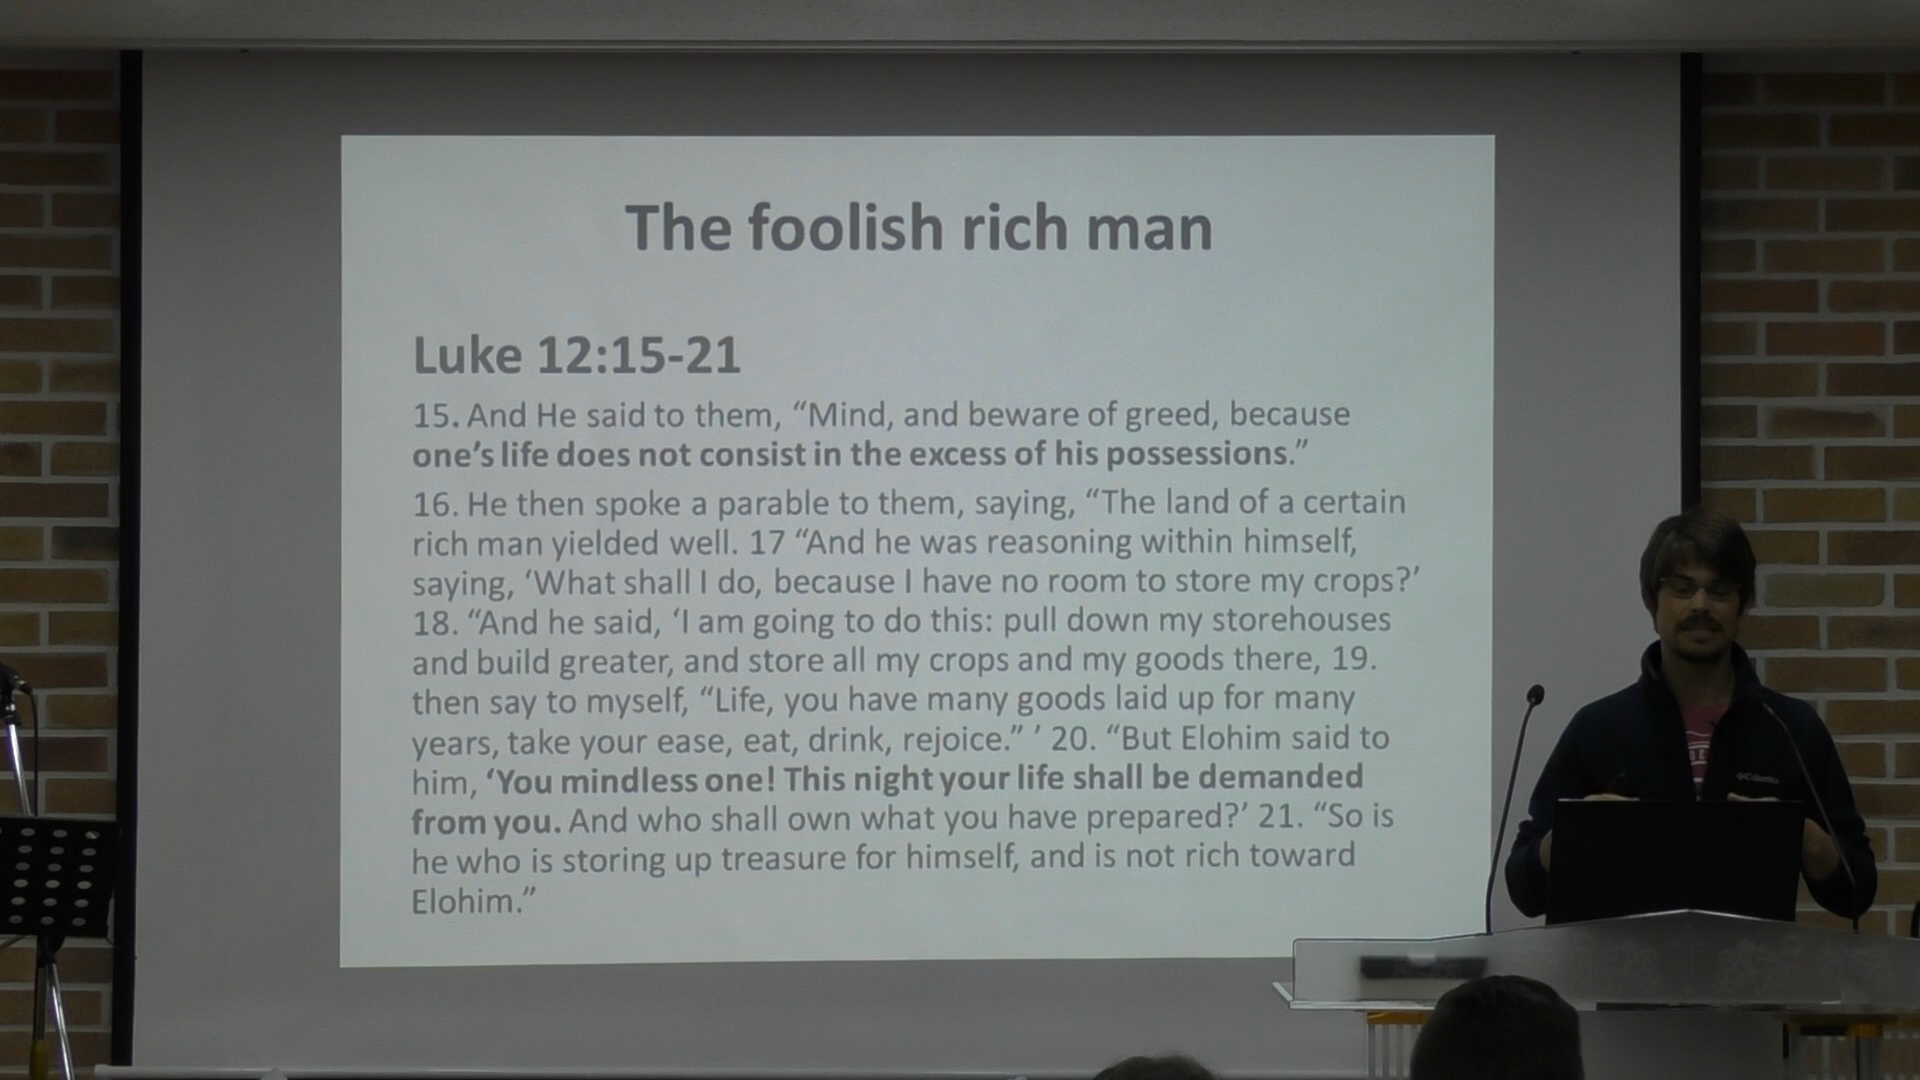 The foolish rich man
Luke 12:15-21
15. And He said to them, “Mind, and beware of greed, because
one’s life does not consist in the excess of his possessions.”
16. He then spoke a parable to them, saying, “The land of a certain
rich man yielded well. 17 “And he was reasoning within himself,
saying, ‘What shall I do, because I have no room to store my crops?’
18. “And he said, ‘I am going to do this: pull down my storehouses
and build greater, and store all my crops and my goods there, 19.
then say to myself, “Life, you have many goods laid up for many
years, take your ease, eat, drink, rejoice.” ’ 20. “But Elohim said to
him, ‘You mindless one! This night your life shall be demanded
from you. And who shall own what you have prepared?’ 21. “So is
he who is storing up treasure for himself, and is not rich toward
Elohim.”
Columbia